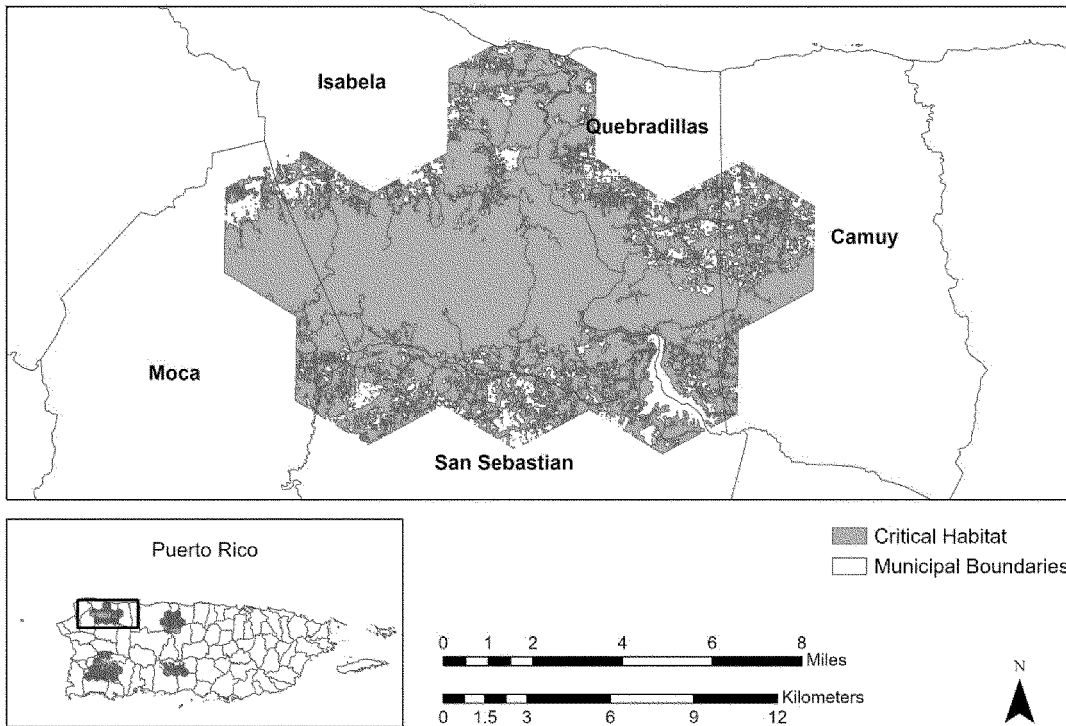 Isabela
Quebradillas
Camuy
Moca
San Sebastian
Puerto Rico
Critical Habitat
Municipal Boundaries
0 1 2 4 6 8
Miles
Kilometers
0 1.5 3 6 9 12
N